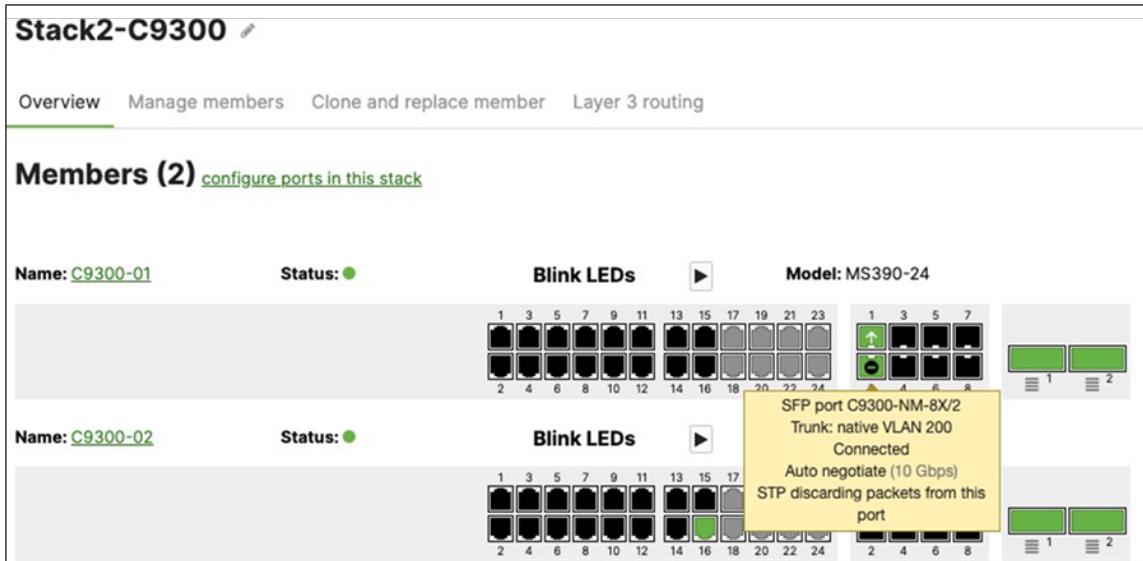 Stack2-C9300
Overview Manage members Clone and replace member Layer 3 routing
Members (2) configure ports in this stack
Name: C9300-01 Status: Blink LEDs Model: MS390-24
1 3 5 7 9 11 13 15 17 19 21 23 1 3 5 7
2 4 6 8 10 12 14 16 18 20 22 24 4 6 8 1 2
SFP port C9300-NM-8X/2
Trunk: native VLAN 200
Connected
Auto negotiate (10 Gbps)
STP discarding packets from this
port
Name: C9300-02 Status: Blink LEDs
1 3 5 7 9 11 13 15 17
2 4 6 8 10 12 14 16 18 20 22 24 2 4 6 8 1 2